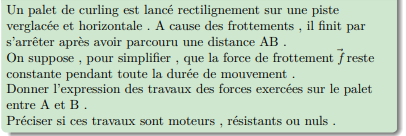 Un palet de curling est lancé rectilignement sur une piste
verglacée et horizontale . A cause des frottements , il finit par
s'arrêter après avoir parcouru une distance AB .
On suppose , pour simplifier , que la force de frottement f⃗ reste
constante pendant toute la durée de mouvement .
Donner l'expression des travaux des forces exercées sur le palet
entre A et B .
Préciser si ces travaux sont moteurs , résistants ou nuls .